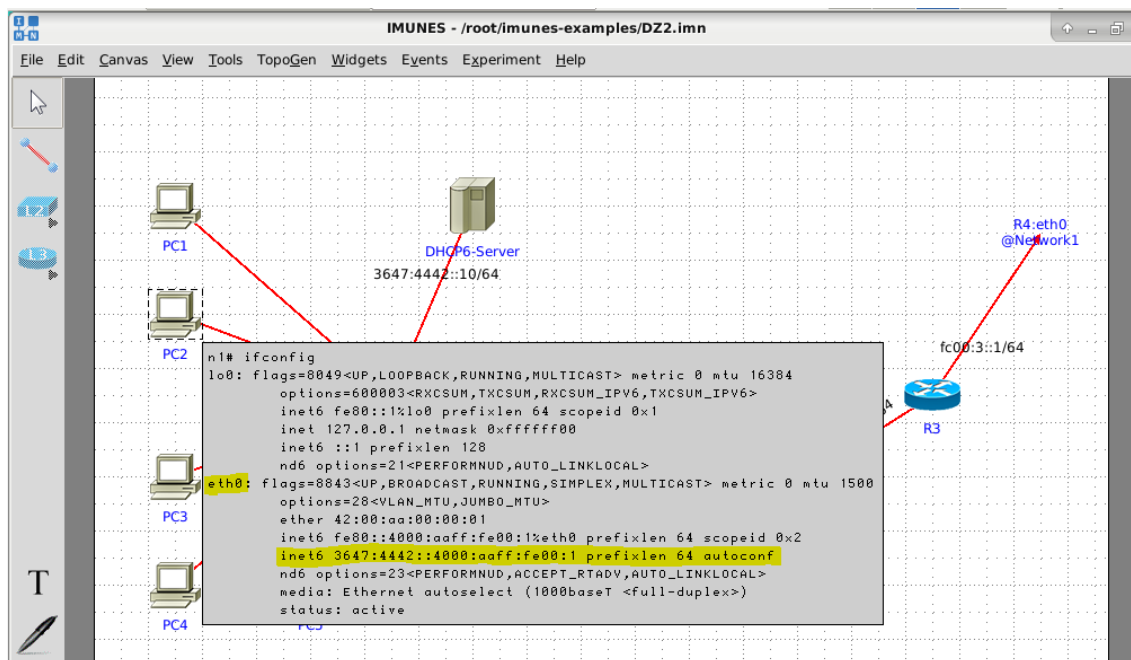 IMUNES - /root/imunes-examples/DZ2.imn
File Edit Canvas View Tools TopoGen Widgets Events Experiment Help
L2
L3
T
PC1
DHCP6-Server
3647:4442::10/64
R4:eth0
@Network1
PC2
fc00:3::1/64
R3
PC3
PC4
n1# ifconfig
lo0: flags=8049<UP,LOOPBACK,RUNNING,MULTICAST> metric 0 mtu 16384
options=600003<RXCSUM,TXCSUM,RXCSUM_IPV6,TXCSUM_IPV6>
inet6 fe80::1%lo0 prefixlen 64 scopeid 0x1
inet 127.0.0.1 netmask 0xffffff00
inet6 ::1 prefixlen 128
nd6 options=21<PERFORMNUD,AUTO_LINKLOCAL>
eth0: flags=8843<UP,BROADCAST,RUNNING,SIMPLEX,MULTICAST> metric 0 mtu 1500
options=28<VLAN_MTU,JUMBO_MTU>
ether 42:00:aa:00:00:01
inet6 fe80::4000:aaff:fe00:1%eth0 prefixlen 64 scopeid 0x2
inet6 3647:4442::4000:aaff:fe00:1 prefixlen 64 autoconf
nd6 options=23<PERFORMNUD,ACCEPT_RTADV,AUTO_LINKLOCAL>
media: Ethernet autoselect (1000baseT <full-duplex>)
status: active